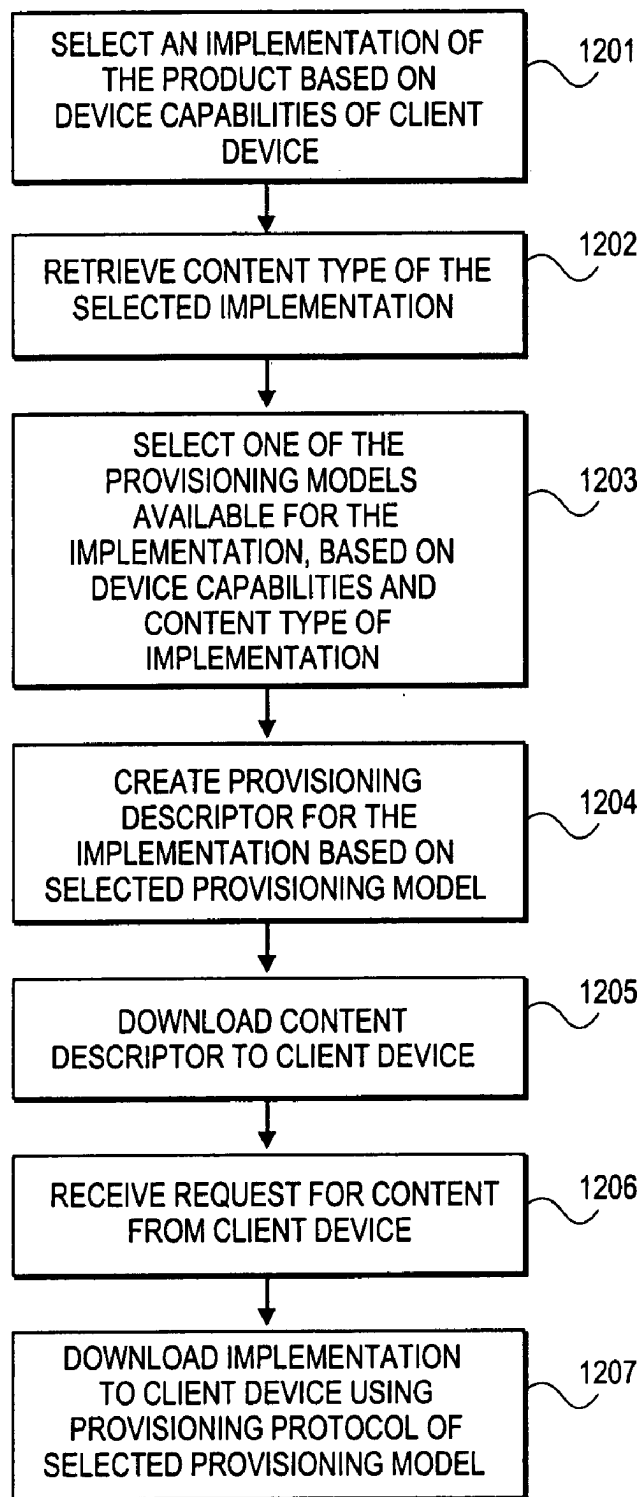 SELECT AN IMPLEMENTATION OF
THE PRODUCT BASED ON
DEVICE CAPABILITIES OF CLIENT
DEVICE
1201
RETRIEVE CONTENT TYPE OF THE
SELECTED IMPLEMENTATION
1202
SELECT ONE OF THE
PROVISIONING MODELS
AVAILABLE FOR THE
IMPLEMENTATION, BASED ON
DEVICE CAPABILITIES AND
CONTENT TYPE OF
IMPLEMENTATION
1203
CREATE PROVISIONING
DESCRIPTOR FOR THE
IMPLEMENTATION BASED ON
SELECTED PROVISIONING MODEL
1204
DOWNLOAD CONTENT
DESCRIPTOR TO CLIENT DEVICE
1205
RECEIVE REQUEST FOR CONTENT
FROM CLIENT DEVICE
1206
DOWNLOAD IMPLEMENTATION
TO CLIENT DEVICE USING
PROVISIONING PROTOCOL OF
SELECTED PROVISIONING MODEL
1207